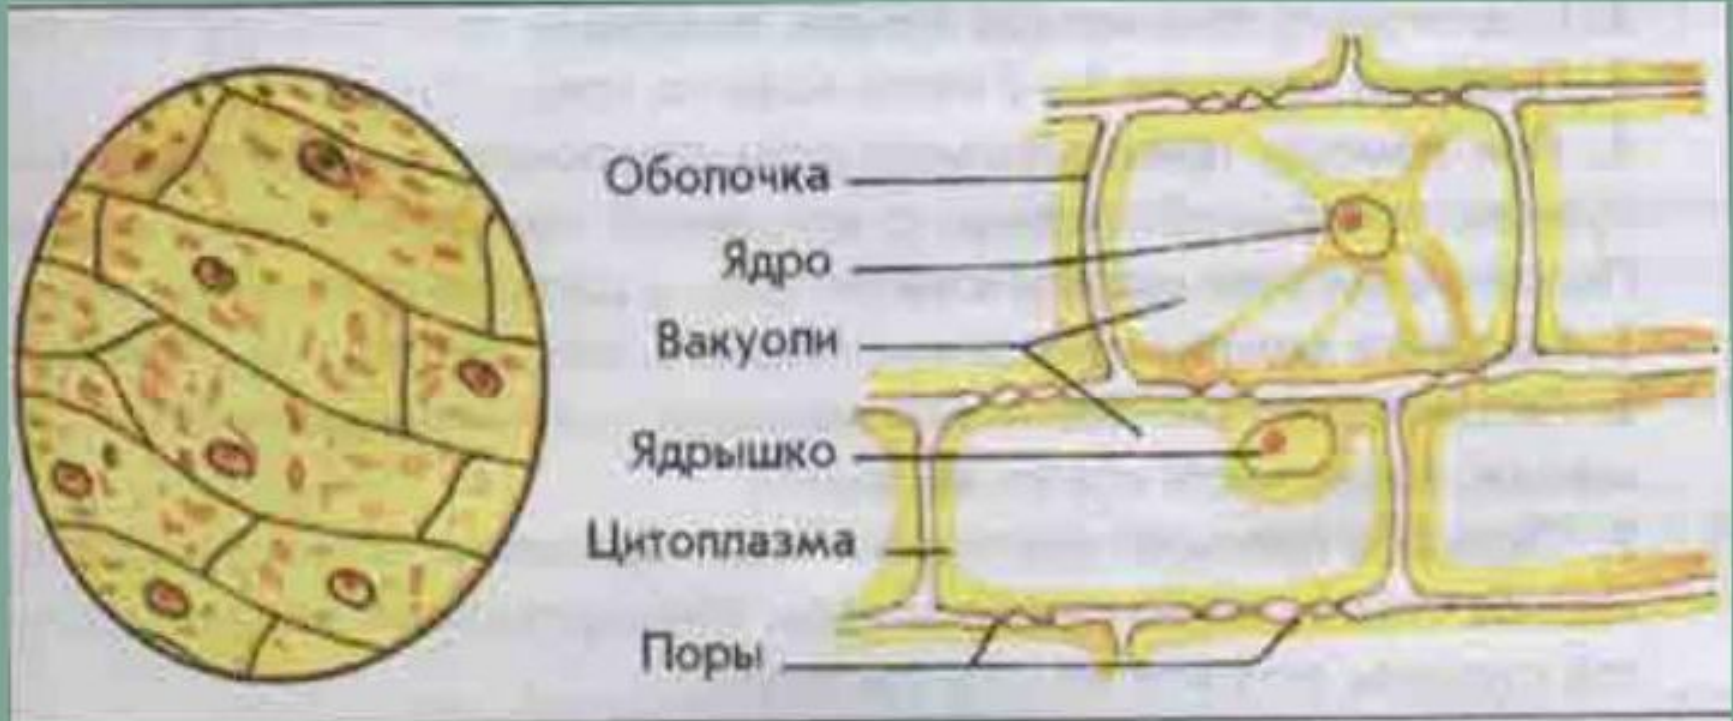 Оболочка
Ядро
Вакуоли
Ядрышко
Цитоплазма
Поры